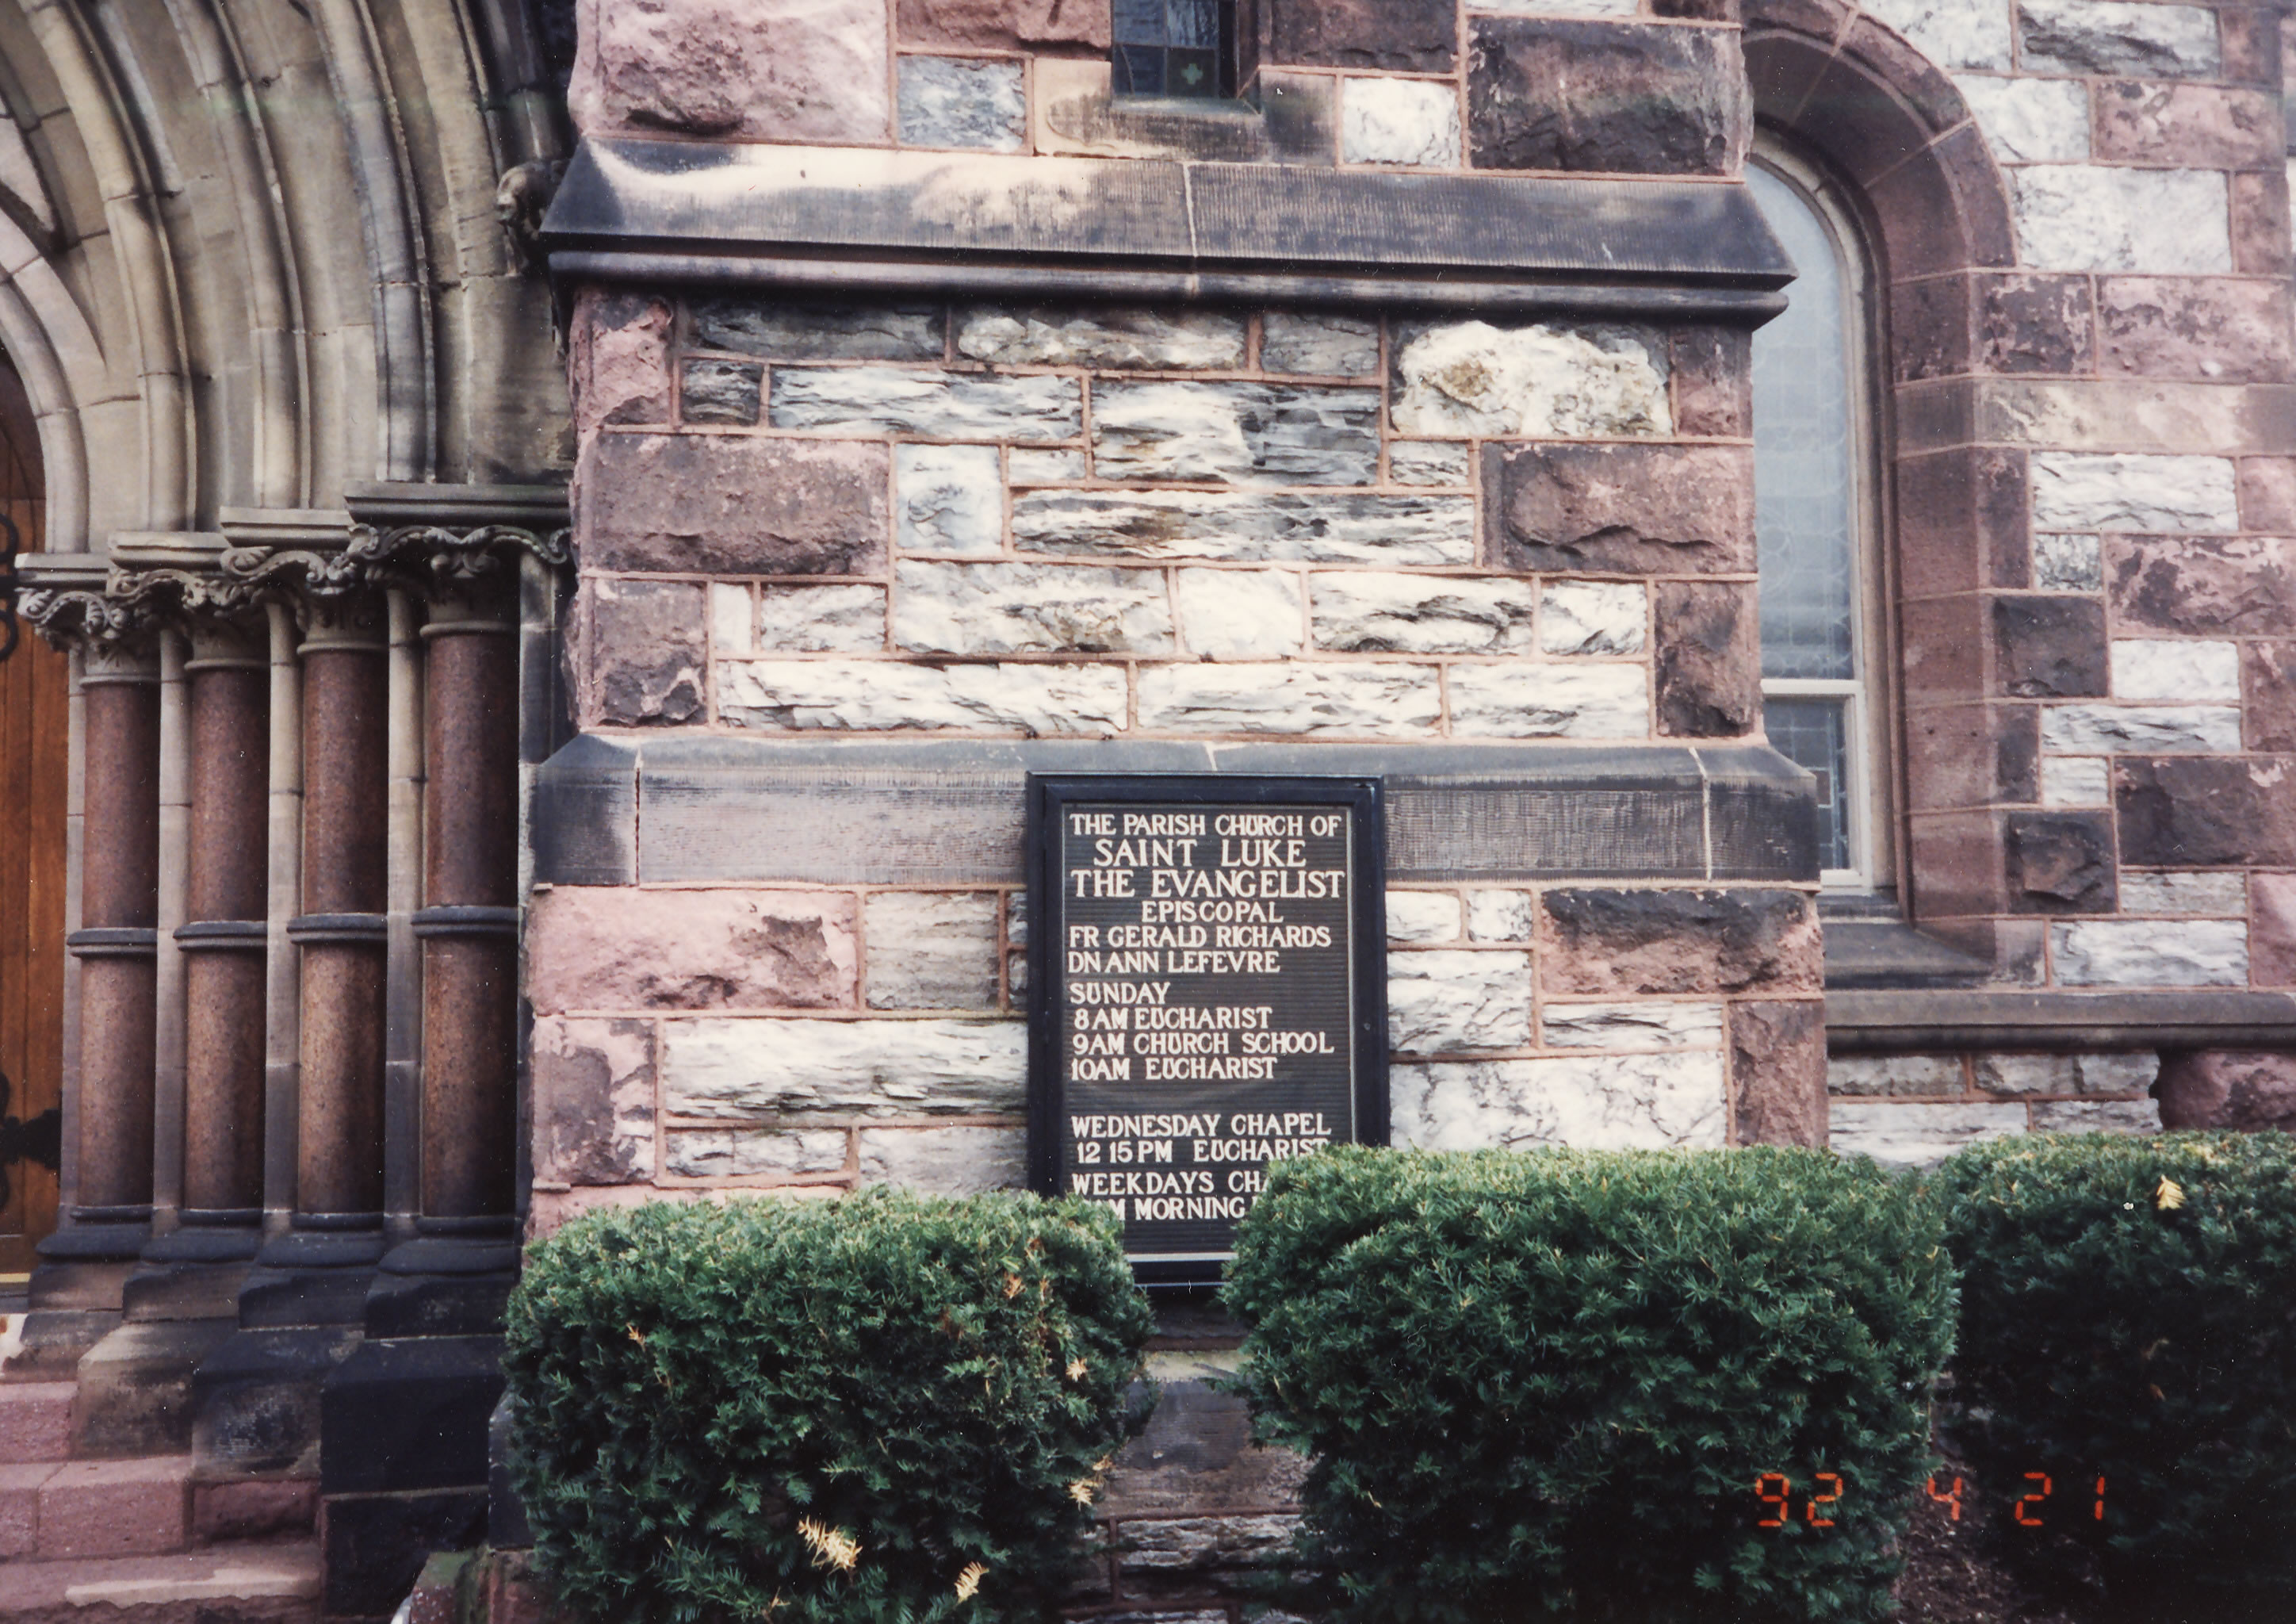 THE PARISH CHURCH OF
SAINT LUKE
THE EVANGELIST
EPISCOPAL
FR GERALD RICHARDS
DN ANN LEFEVRE
SUNDAY
8 AM EUCHARIST
9AM CHURCH SCHOOL
10AM EUCHARIST
WEDNESDAY CHAPEL
12 15 PM EUCHARIST
WEEKDAYS
MORNING
92 4 21